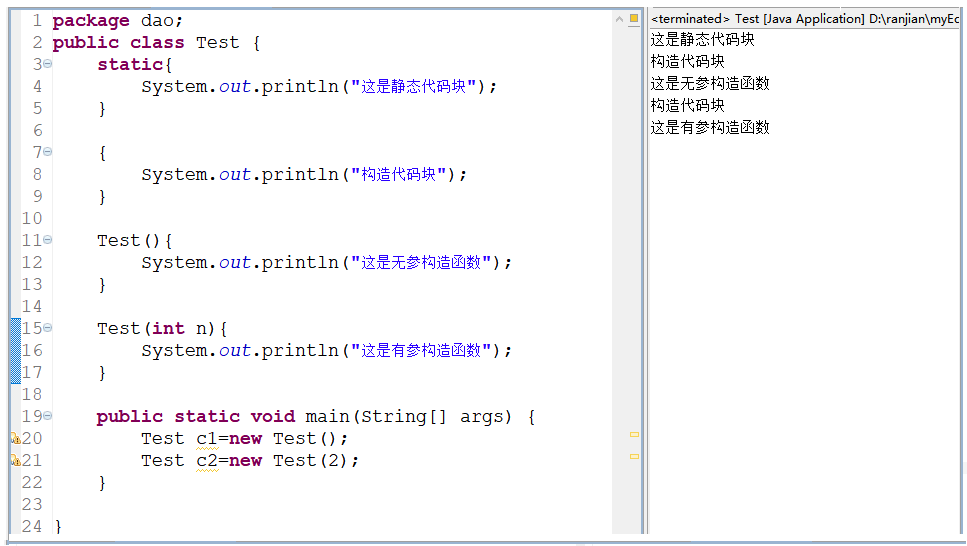 1 package dao;
2 public class Test {
3 static{
4 System.out.println("这是静态代码块");
5 }
6
7 {
8 System.out.println("构造代码块");
9 }
10
11 Test(){
12 System.out.println("这是无参构造函数");
13 }
14
15 Test(int n){
16 System.out.println("这是有参构造函数");
17 }
18
19 public static void main(String[] args) {
20 Test c1=new Test();
21 Test c2=new Test(2);
22 }
23
24 }
<terminated> Test [Java Application] D:\ranjian\myEc
这是静态代码块
构造代码块
这是无参构造函数
构造代码块
这是有参构造函数